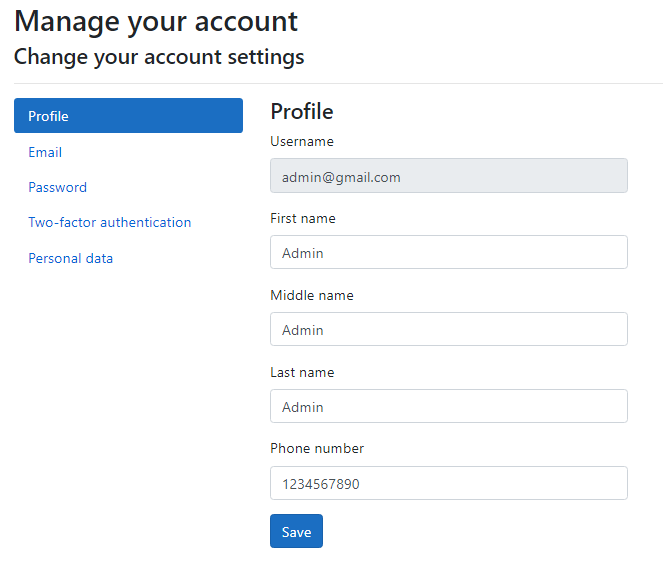 Manage your account
Change your account settings
Profile
Email
Password
Two-factor authentication
Personal data
Profile
Username
admin@gmail.com
First name
Admin
Middle name
Admin
Last name
Admin
Phone number
1234567890
Save